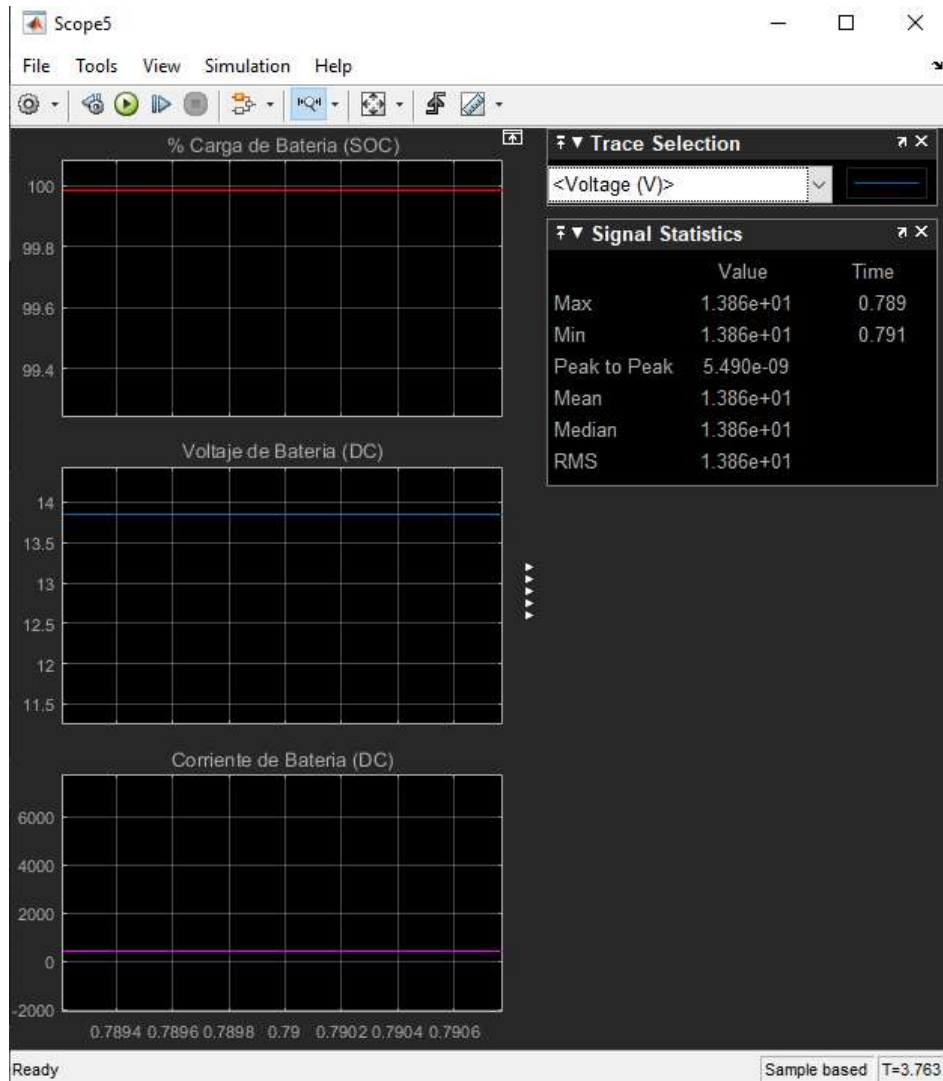 Scope5
File Tools View Simulation Help
% Carga de Bateria (SOC)
100
99.8
99.6
99.4
Voltaje de Bateria (DC)
14
13.5
13
12.5
12
11.5
Corriente de Bateria (DC)
6000
4000
2000
0
-2000
0.7894 0.7896 0.7898 0.79 0.7902 0.7904 0.7906
Trace Selection
<Voltage (V)>
Signal Statistics
Value Time
Max 1.386e+01 0.789
Min 1.386e+01 0.791
Peak to Peak 5.490e-09
Mean 1.386e+01
Median 1.386e+01
RMS 1.386e+01
Ready Sample based T=3.763